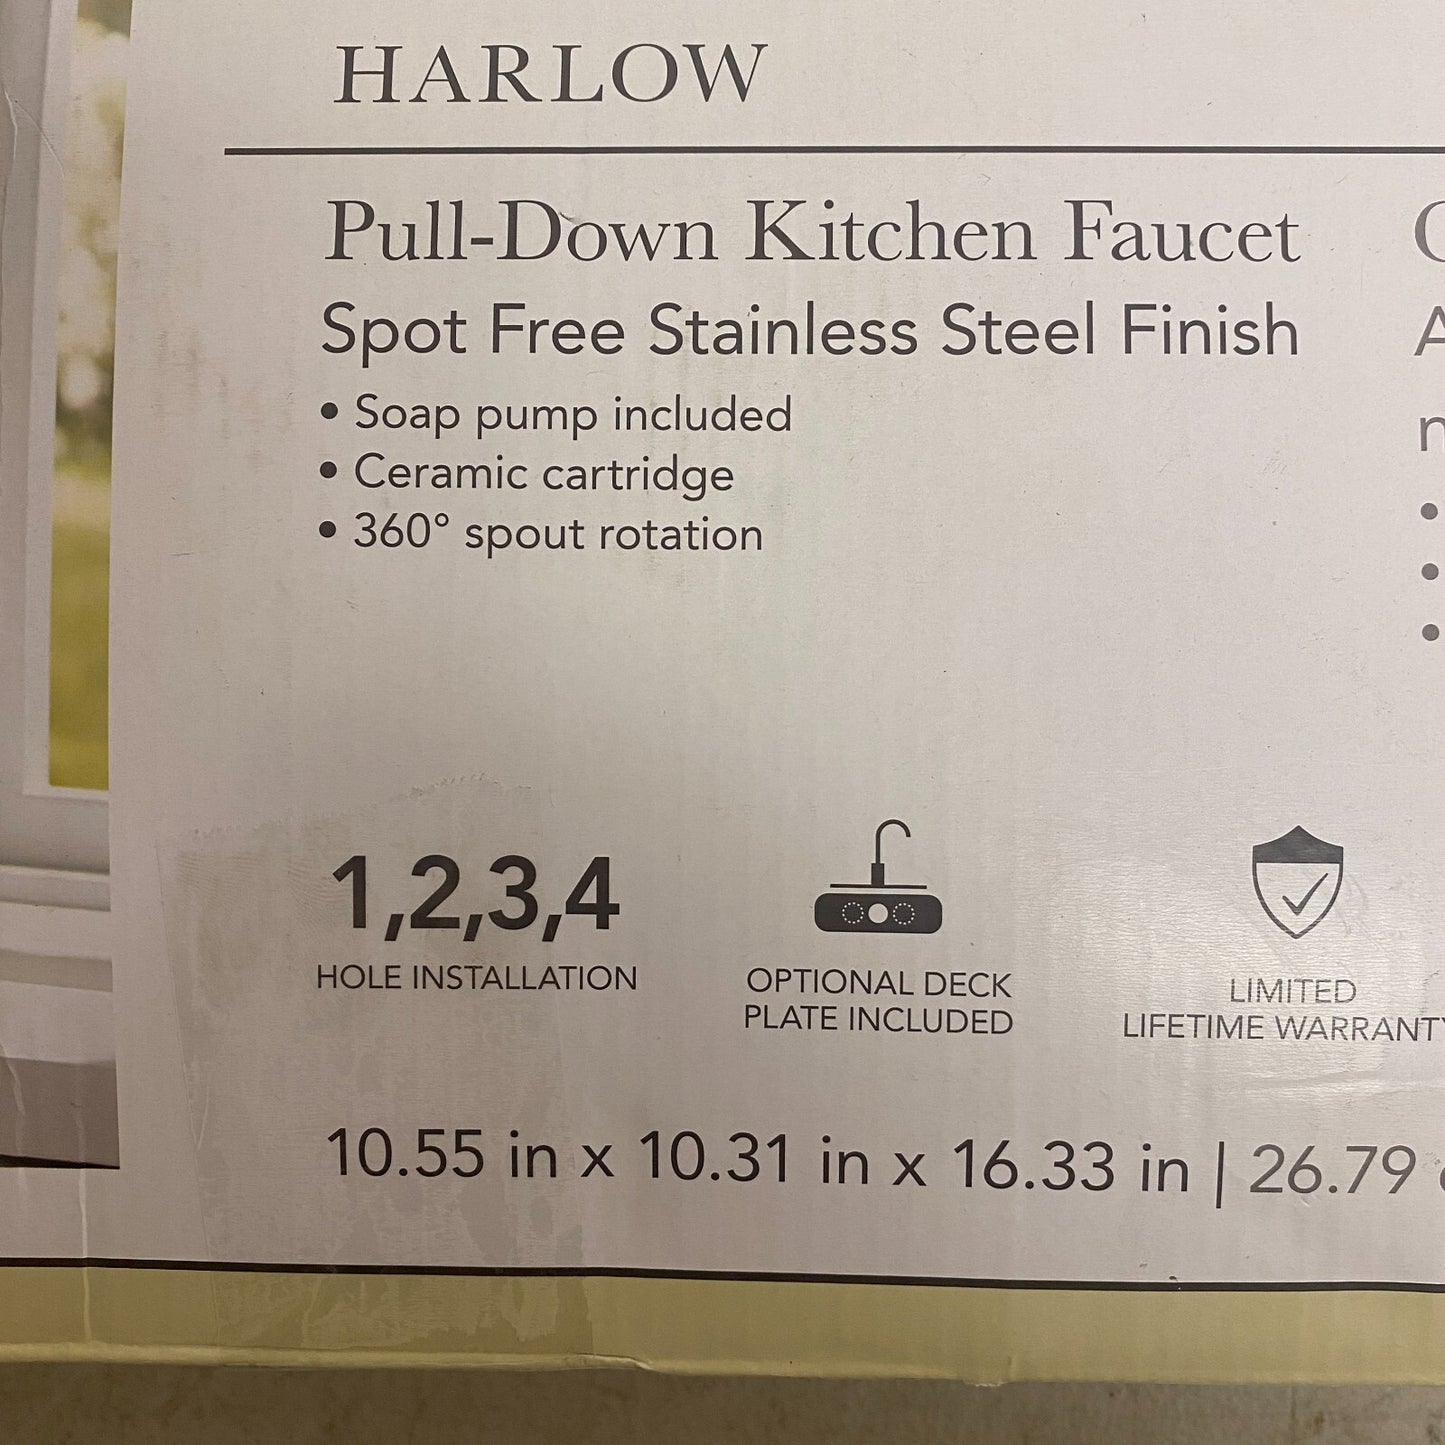 HARLOW
Pull-Down Kitchen Faucet
Spot Free Stainless Steel Finish
• Soap pump included
• Ceramic cartridge
• 360° spout rotation
1,2,3,4
HOLE INSTALLATION
OPTIONAL DECK
PLATE INCLUDED
LIMITED
LIFETIME WARRANTY
10.55 in x 10.31 in x 16.33 in | 26.79